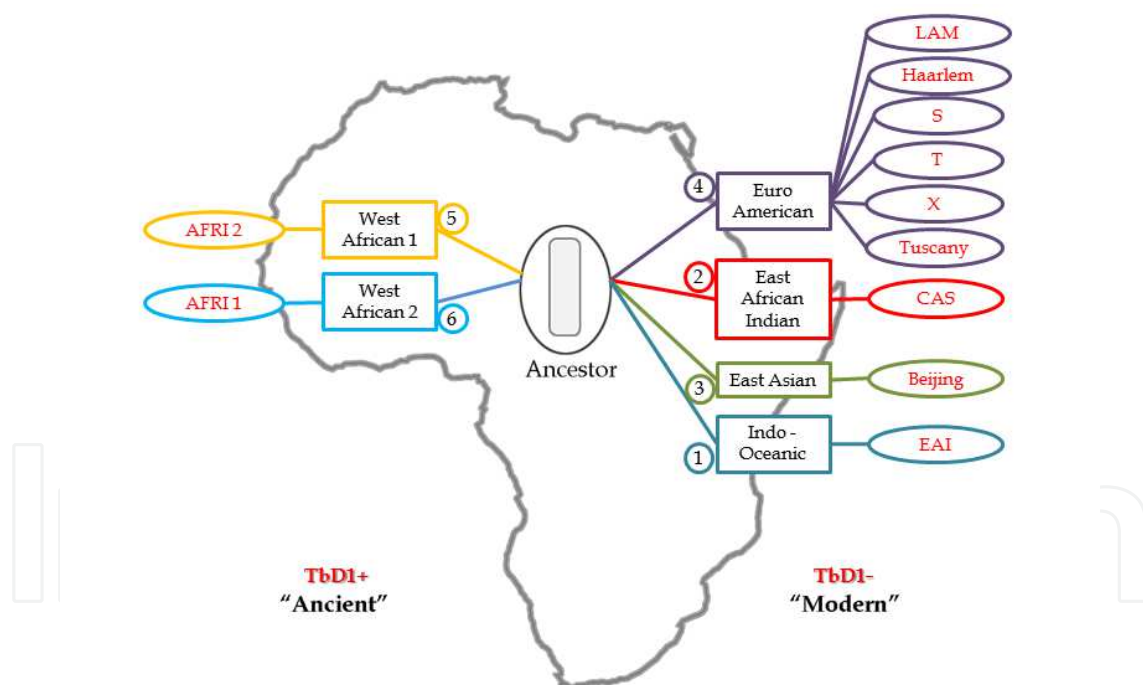 LAM
Haarlem
S
T
X
Tuscany
4
Euro
American
5
West
African 1
AFRI 2
2
East
African
Indian
CAS
AFRI 1
West
African 2
6
Ancestor
3
East Asian
Beijing
1
Indo -
Oceanic
EAI
TbD1+
“Ancient”
TbD1-
“Modern”